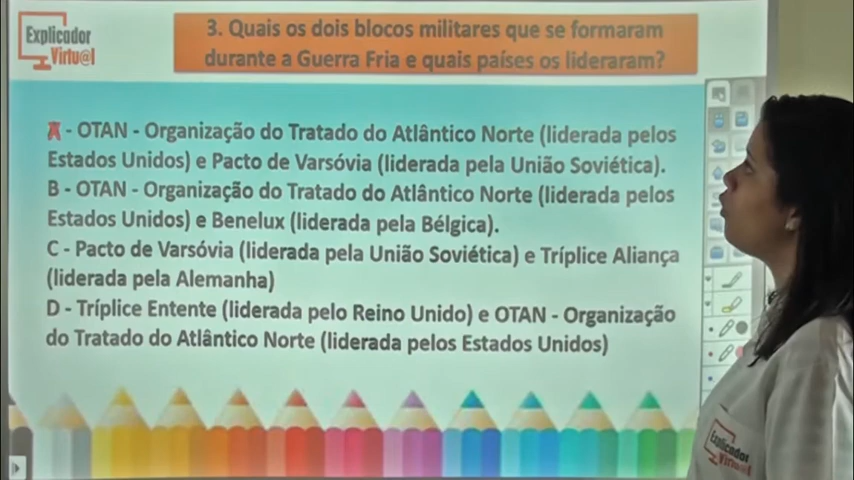 Explicador
Virtu@l
3. Quais os dois blocos militares que se formaram
durante a Guerra Fria e quais países os lideraram?
A - OTAN - Organização do Tratado do Atlântico Norte (liderada pelos
Estados Unidos) e Pacto de Varsóvia (liderada pela União Soviética).
B - OTAN - Organização do Tratado do Atlântico Norte (liderada pelos
Estados Unidos) e Benelux (liderada pela Bélgica).
C - Pacto de Varsóvia (liderada pela União Soviética) e Tríplice Aliança
(liderada pela Alemanha)
D - Tríplice Entente (liderada pelo Reino Unido) e OTAN - Organização
do Tratado do Atlântico Norte (liderada pelos Estados Unidos)
Explicador
Virtu@l